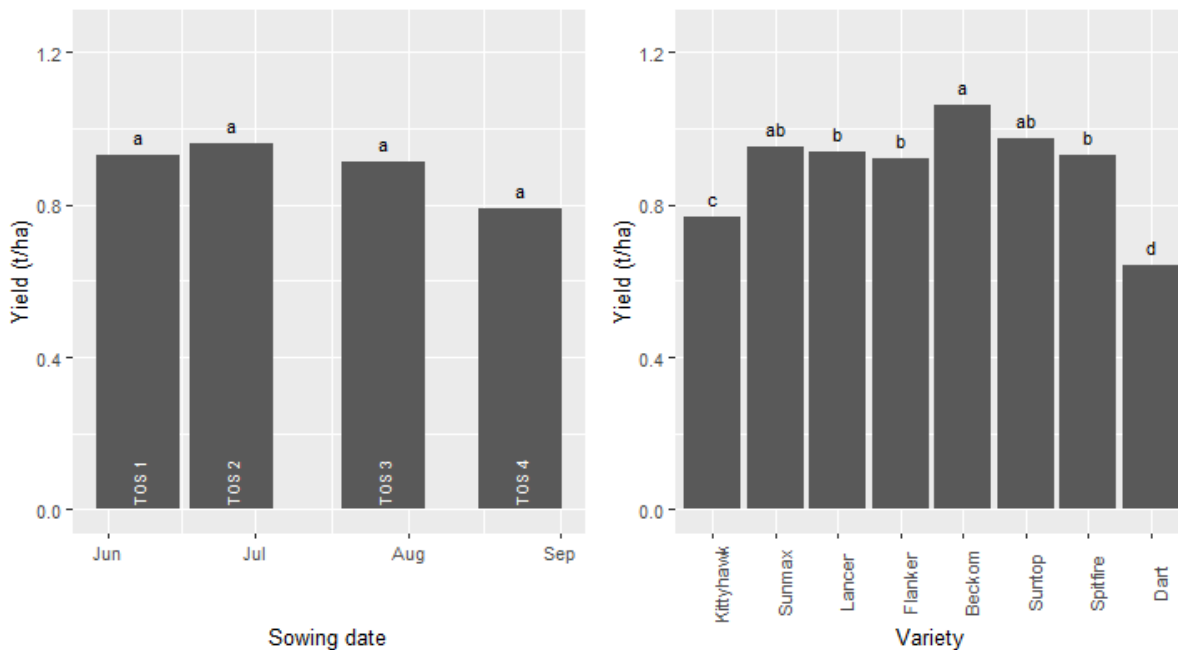 Yield (t/ha)
1.2
0.8
0.4
0.0
a
a
a
a
TOS 1
TOS 2
TOS 3
TOS 4
Jun
Jul
Aug
Sep
Sowing date
Yield (t/ha)
1.2
0.8
0.4
0.0
c
ab
b
b
a
ab
b
d
Kittyhawk
Sunmax
Lancer
Flanker
Beckom
Suntop
Spitfire
Dart
Variety